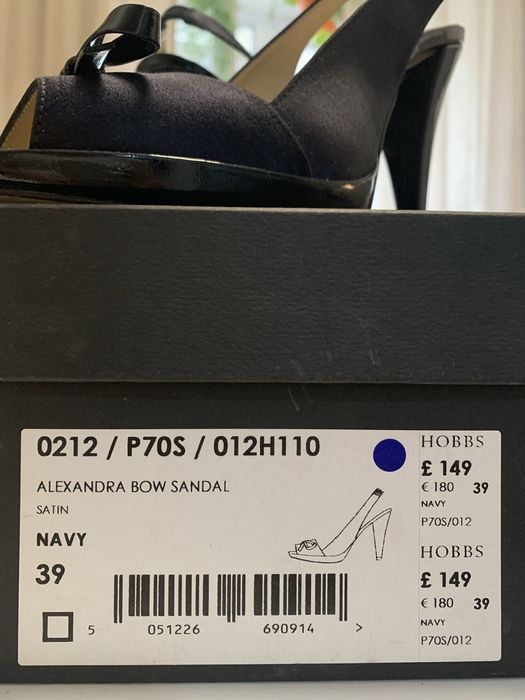 0212 / P70S / 012H110
ALEXANDRA BOW SANDAL
SATIN
NAVY
39
5 051226 690914 >
HOBBS
£ 149
€ 180 39
NAVY
P70S/012
HOBBS
£ 149
€ 180 39
NAVY
P70S/012